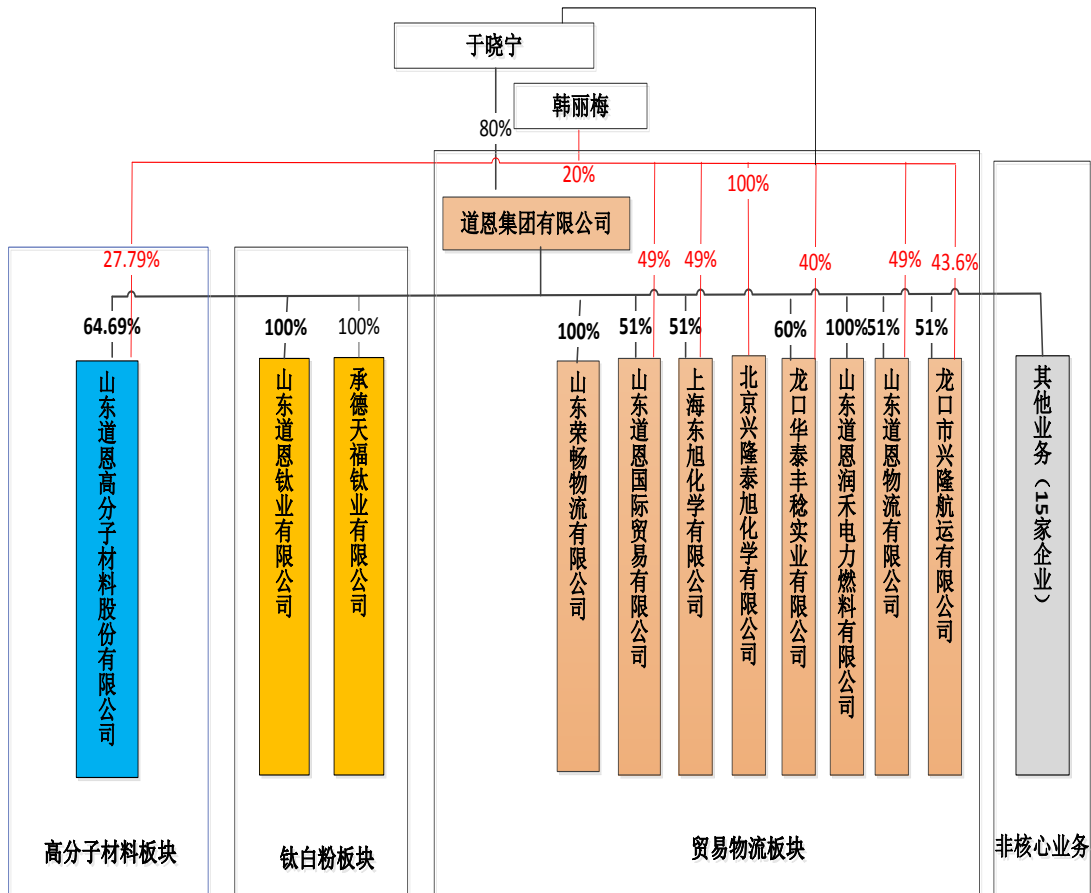 于晓宁
韩丽梅
80%
20%
100%
道恩集团有限公司
27.79%
49%
49%
40%
49%
43.6%
64.69%
100%
100%
100%
51%
51%
60%
100%
51%
51%
山东道恩高分子材料股份有限公司
山东道恩钛业有限公司
承德天福钛业有限公司
山东荣畅物流有限公司
山东道恩国际贸易有限公司
上海东旭化学有限公司
北京兴隆泰旭化学有限公司
龙口华泰丰稔实业有限公司
山东道恩润禾电力燃料有限公司
山东道恩物流有限公司
龙口市兴隆航运有限公司
其他业务（15家企业）
高分子材料板块
钛白粉板块
贸易物流板块
非核心业务